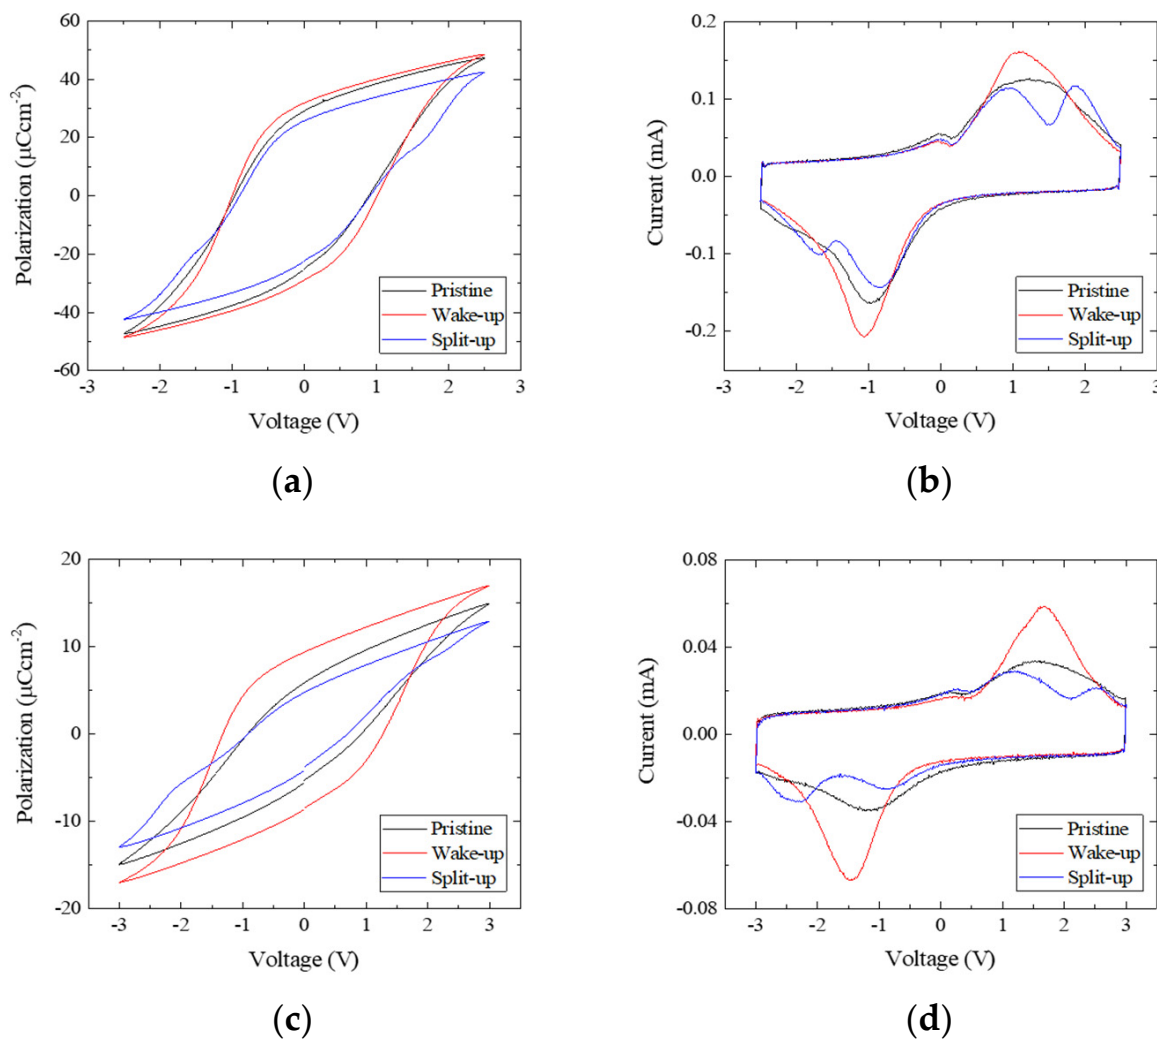 60
40
20
0
-20
-40
-60
Polarization (μCcm-2)
Pristine
Wake-up
Split-up
-3 -2 -1 0 1 2 3
Voltage (V)
(a)
0.2
0.1
0.0
-0.1
-0.2
Current (mA)
Pristine
Wake-up
Split-up
-3 -2 -1 0 1 2 3
Voltage (V)
(b)
20
10
0
-10
-20
Polarization (μCcm-2)
Pristine
Wake-up
Split-up
-3 -2 -1 0 1 2 3
Voltage (V)
(c)
0.08
0.04
0.00
-0.04
-0.08
Current (mA)
Pristine
Wake-up
Split-up
-3 -2 -1 0 1 2 3
Voltage (V)
(d)